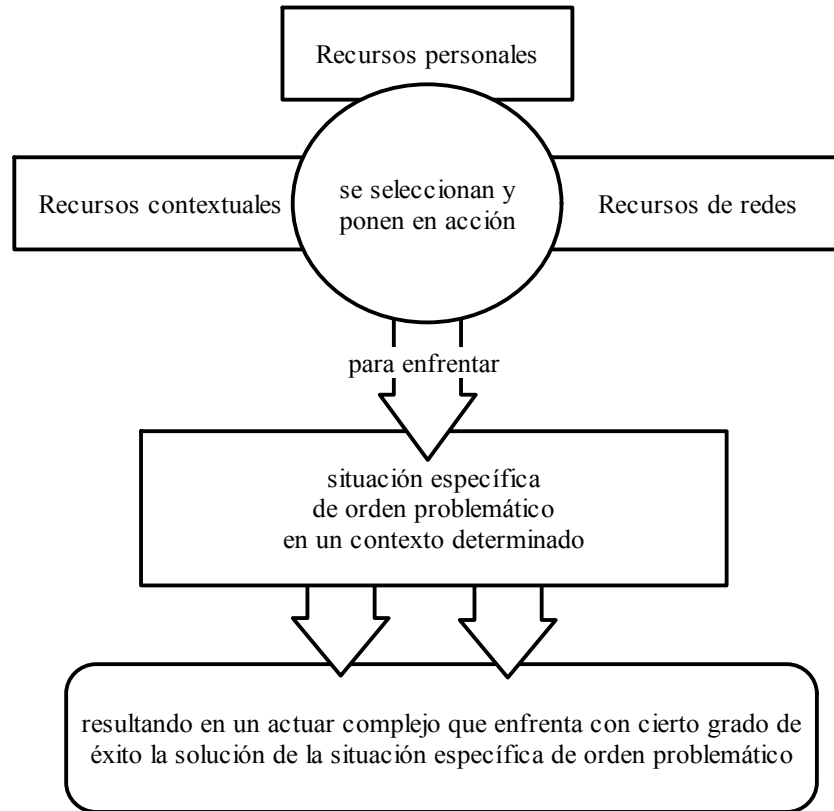 Recursos personales
Recursos contextuales
se seleccionan y
ponen en acción
Recursos de redes
para enfrentar
situación específica
de orden problemático
en un contexto determinado
resultando en un actuar complejo que enfrenta con cierto grado de
éxito la solución de la situación específica de orden problemático